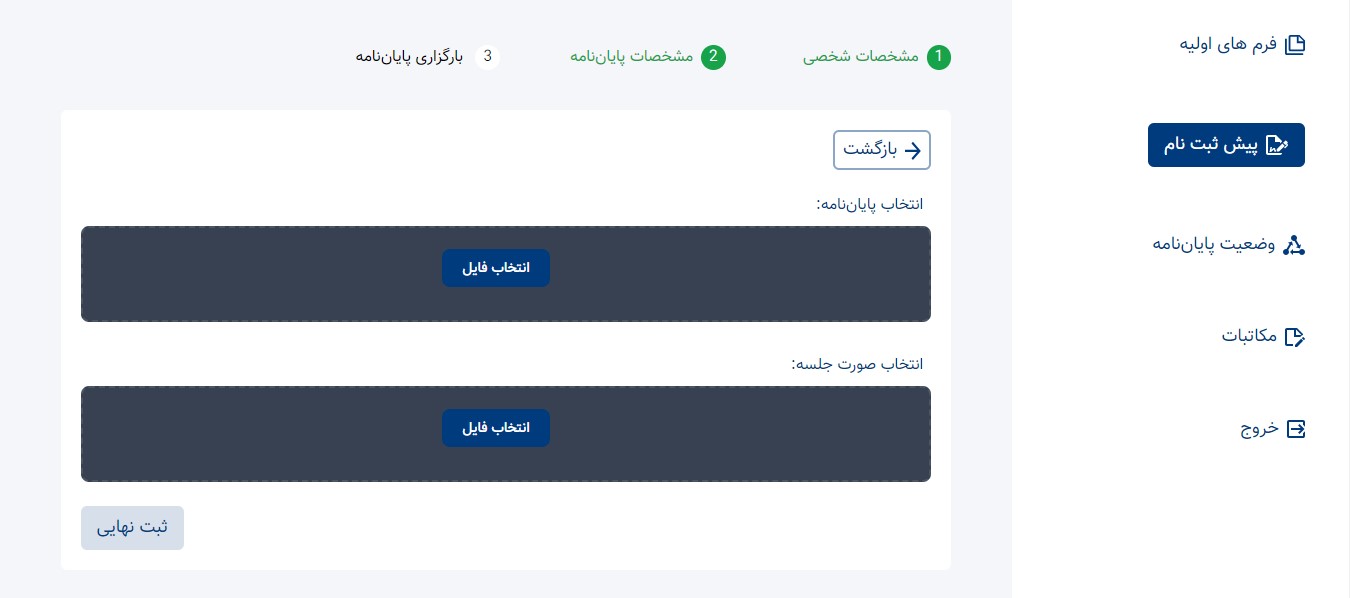 فرم های اولیه
پیش ثبت نام
وضعیت پایان‌نامه
مکاتبات
خروج
1 مشخصات شخصی
2 مشخصات پایان‌نامه
3 بارگزاری پایان‌نامه
بازگشت
انتخاب پایان‌نامه:
انتخاب فایل
انتخاب صورت جلسه:
انتخاب فایل
ثبت نهایی